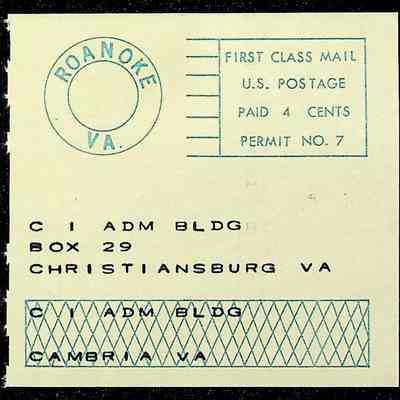 ROANOKE
VA.
FIRST CLASS MAIL
U.S. POSTAGE
PAID 4 CENTS
PERMIT NO. 7
C I ADM BLDG
BOX 29
CHRISTIANSBURG VA
C I ADM BLDG
CAMBRIA VA